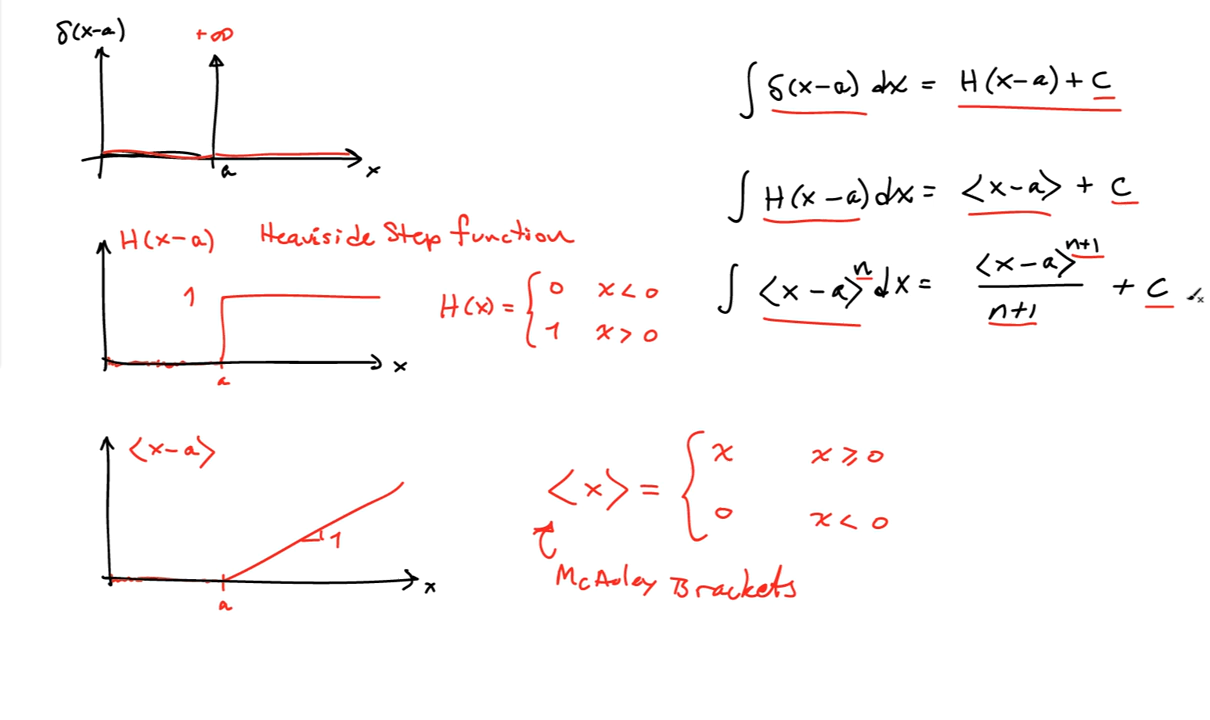 δ(x-a) +∞
a x
∫ δ(x-a) dx = H(x-a) + C
∫ H(x-a) dx = <x-a> + C
∫ <x-a>^n dx = <x-a>^{n+1} / n+1 + C
H(x-a) Heaviside Step function
1
H(x) = { 0 x<0
1 x>0
a x
<x-a>
1
a x
<x> = { x x≥0
0 x<0
McAuley Brackets